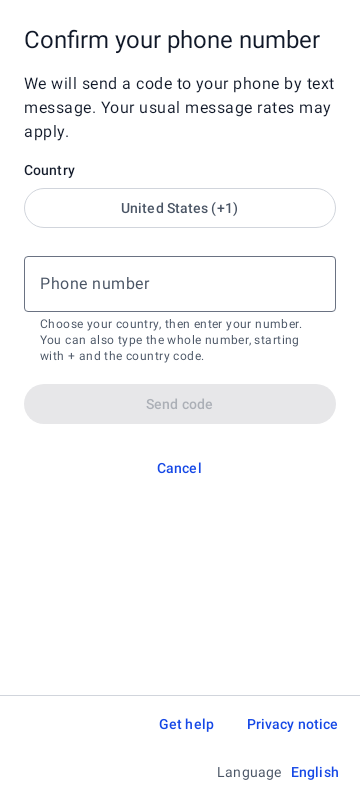 Confirm your phone number
We will send a code to your phone by text
message. Your usual message rates may
apply.
Country
United States (+1)
Phone number
Choose your country, then enter your number.
You can also type the whole number, starting
with + and the country code.
Send code
Cancel
Get help Privacy notice
Language English